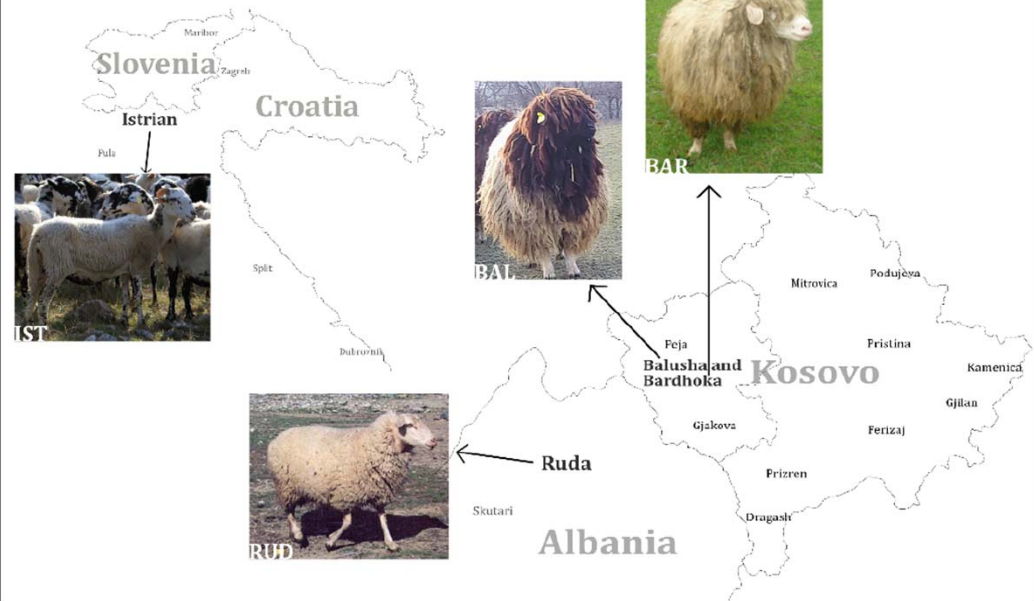 Maribor
Slovenia
Zagreb
Croatia
Istrian
Pula
IST
Split
Dubrovnik
BAL
BAR
Mitrovica
Podujeva
Peja
Pristina
Balusha and
Bardhoka
Kosovo
Kamenica
Gjilan
Gjakova
Ferizaj
Ruda
Prizren
Skutari
Dragash
Albania
RUD